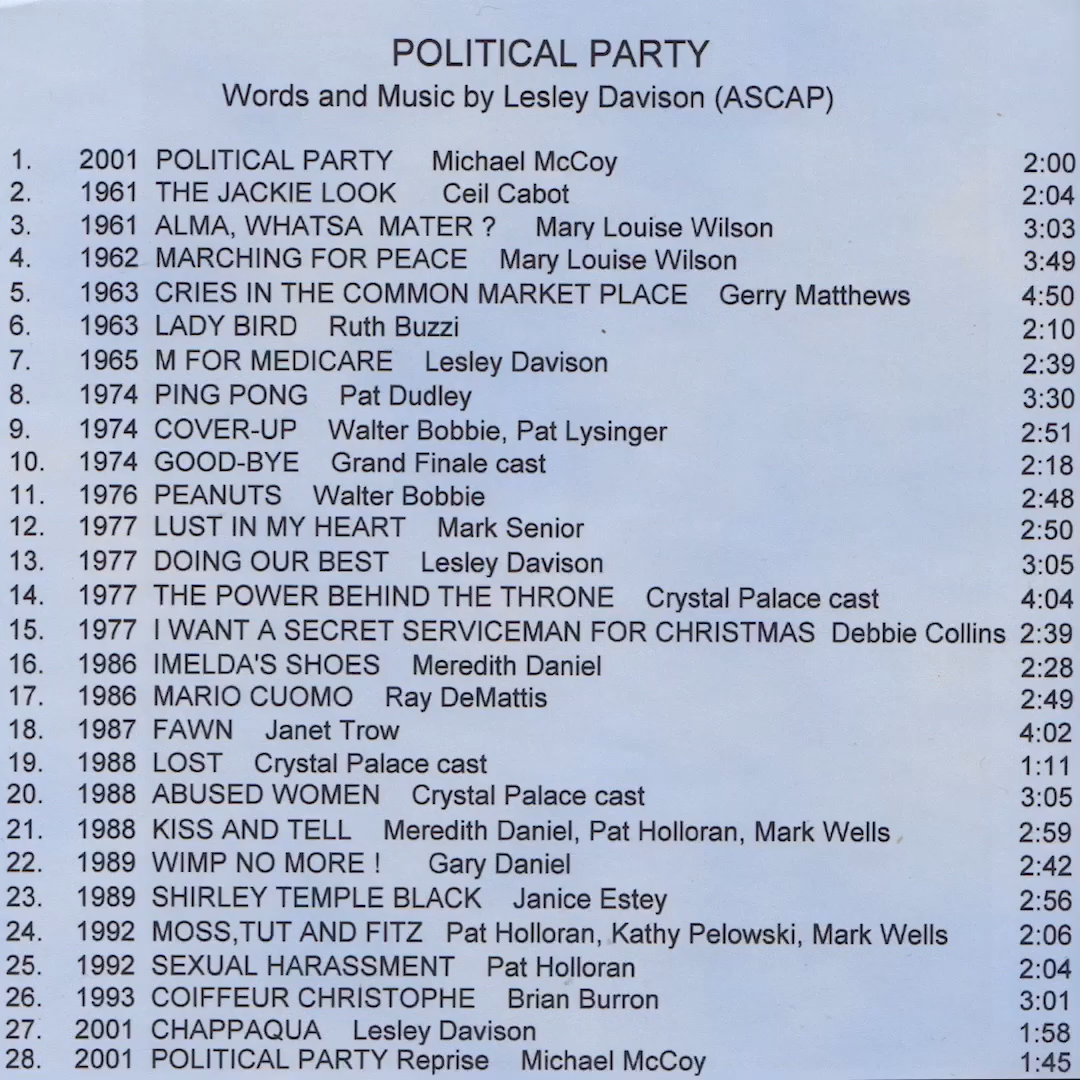 POLITICAL PARTY
Words and Music by Lesley Davison (ASCAP)
1. 2001 POLITICAL PARTY Michael McCoy 2:00
2. 1961 THE JACKIE LOOK Ceil Cabot 2:04
3. 1961 ALMA, WHATSA MATER ? Mary Louise Wilson 3:03
4. 1962 MARCHING FOR PEACE Mary Louise Wilson 3:49
5. 1963 CRIES IN THE COMMON MARKET PLACE Gerry Matthews 4:50
6. 1963 LADY BIRD Ruth Buzzi 2:10
7. 1965 M FOR MEDICARE Lesley Davison 2:39
8. 1974 PING PONG Pat Dudley 3:30
9. 1974 COVER-UP Walter Bobbie, Pat Lysinger 2:51
10. 1974 GOOD-BYE Grand Finale cast 2:18
11. 1976 PEANUTS Walter Bobbie 2:48
12. 1977 LUST IN MY HEART Mark Senior 2:50
13. 1977 DOING OUR BEST Lesley Davison 3:05
14. 1977 THE POWER BEHIND THE THRONE Crystal Palace cast 4:04
15. 1977 I WANT A SECRET SERVICEMAN FOR CHRISTMAS Debbie Collins 2:39
16. 1986 IMELDA'S SHOES Meredith Daniel 2:28
17. 1986 MARIO CUOMO Ray DeMattis 2:49
18. 1987 FAWN Janet Trow 4:02
19. 1988 LOST Crystal Palace cast 1:11
20. 1988 ABUSED WOMEN Crystal Palace cast 3:05
21. 1988 KISS AND TELL Meredith Daniel, Pat Holloran, Mark Wells 2:59
22. 1989 WIMP NO MORE ! Gary Daniel 2:42
23. 1989 SHIRLEY TEMPLE BLACK Janice Estey 2:56
24. 1992 MOSS,TUT AND FITZ Pat Holloran, Kathy Pelowski, Mark Wells 2:06
25. 1992 SEXUAL HARASSMENT Pat Holloran 2:04
26. 1993 COIFFEUR CHRISTOPHE Brian Burron 3:01
27. 2001 CHAPPAQUA Lesley Davison 1:58
28. 2001 POLITICAL PARTY Reprise Michael McCoy 1:45